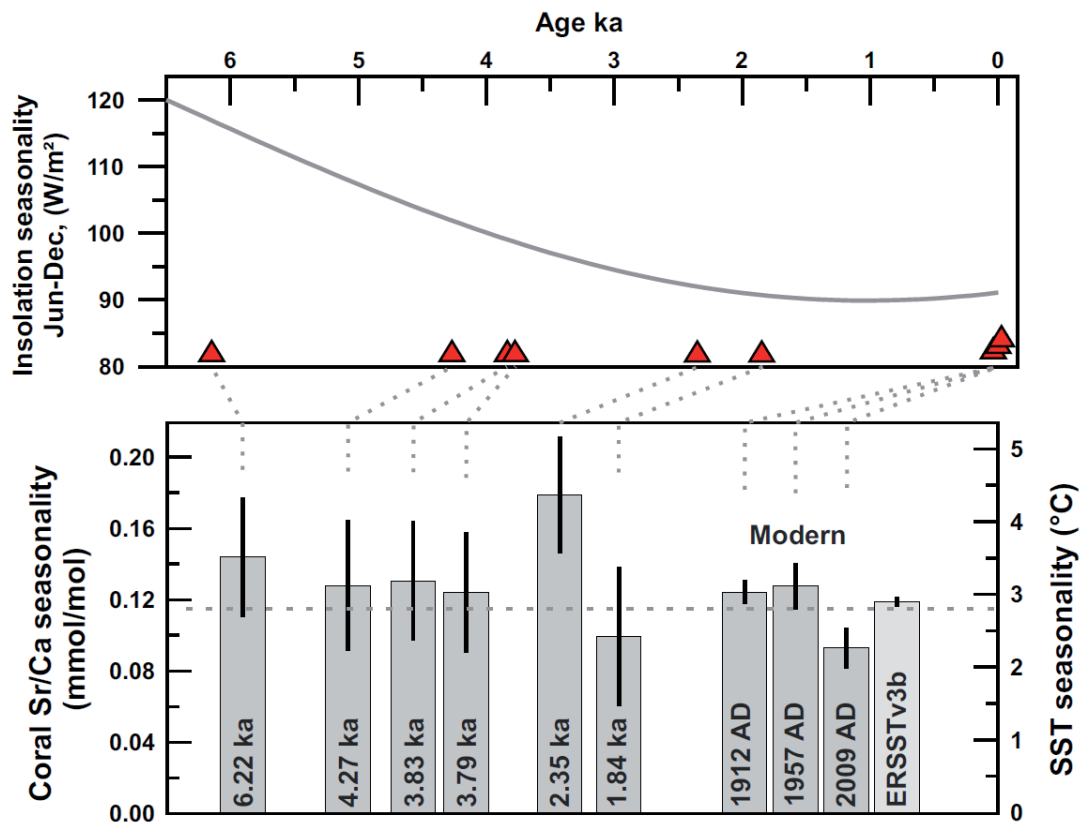 Age ka
6 5 4 3 2 1 0
Insolation seasonality
Jun-Dec, (W/m²)
120
110
100
90
80
Coral Sr/Ca seasonality
(mmol/mol)
0.20
0.16
0.12
0.08
0.04
0.00
6.22 ka
4.27 ka
3.83 ka
3.79 ka
2.35 ka
1.84 ka
Modern
1912 AD
1957 AD
2009 AD
ERSSTv3b
5
4
3
2
1
0
SST seasonality (°C)